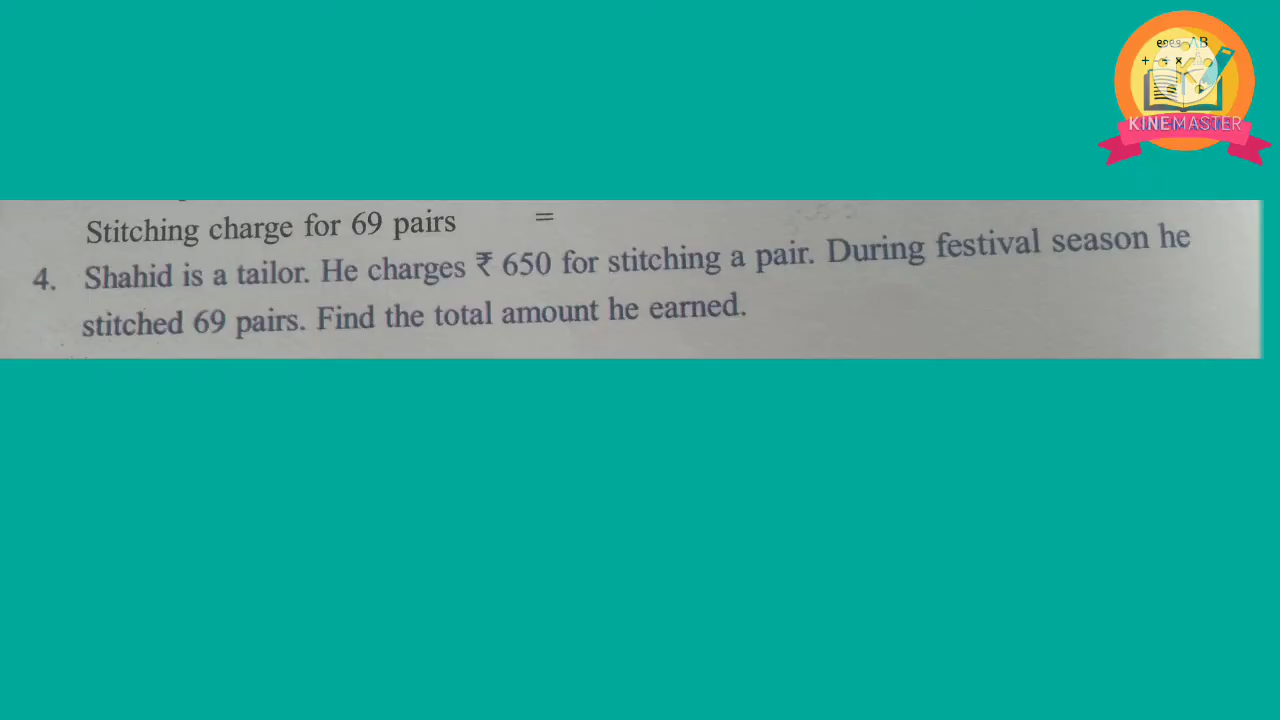 AB
+ ÷ ×
KINEMASTER
Stitching charge for 69 pairs =
4. Shahid is a tailor. He charges ₹ 650 for stitching a pair. During festival season he
stitched 69 pairs. Find the total amount he earned.